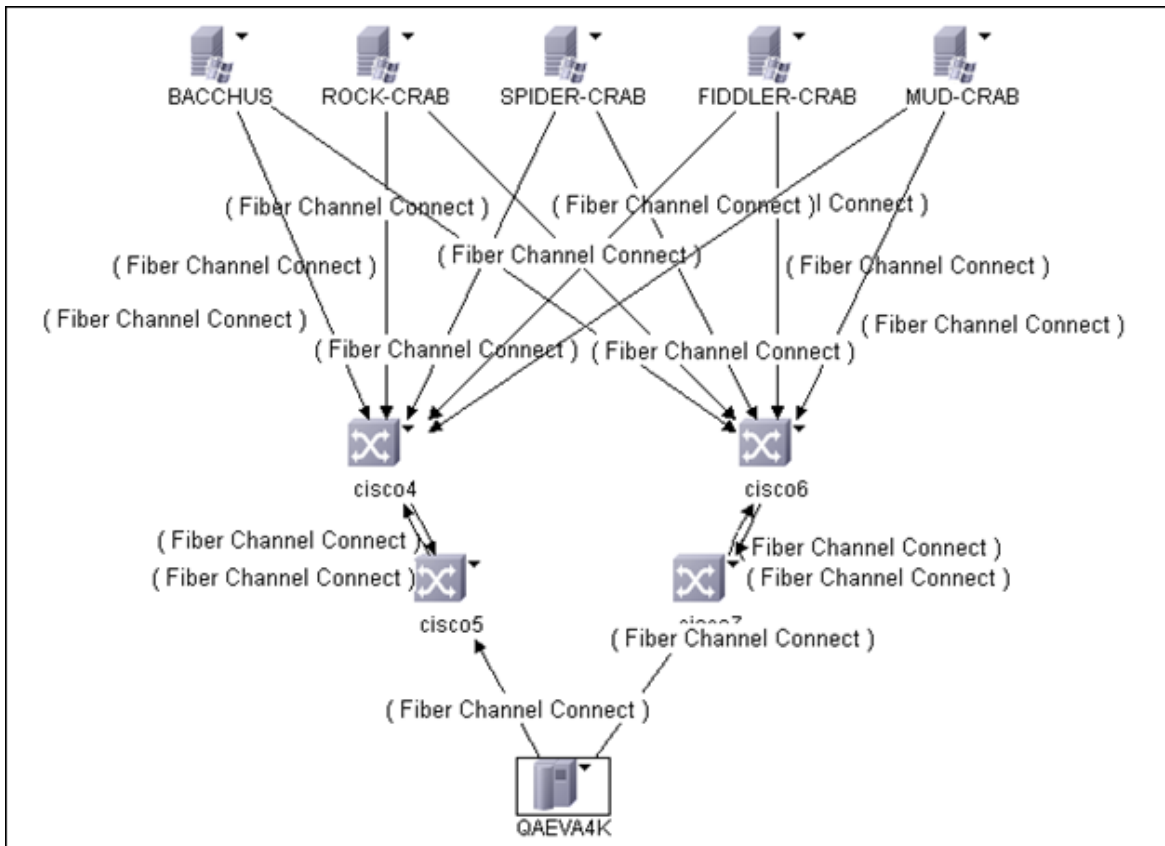 BACCHUS
ROCK-CRAB
SPIDER-CRAB
FIDDLER-CRAB
MUD-CRAB
( Fiber Channel Connect )
( Fiber Channel Connect )
l Connect )
( Fiber Channel Connect )
( Fiber Channel Connect )
( Fiber Channel Connect )
( Fiber Channel Connect )
( Fiber Channel Connect )
( Fiber Channel Connect )
( Fiber Channel Connect )
cisco4
cisco6
( Fiber Channel Connect )
( Fiber Channel Connect )
( Fiber Channel Connect )
( Fiber Channel Connect )
cisco5
( Fiber Channel Connect )
( Fiber Channel Connect )
QAEVA4K